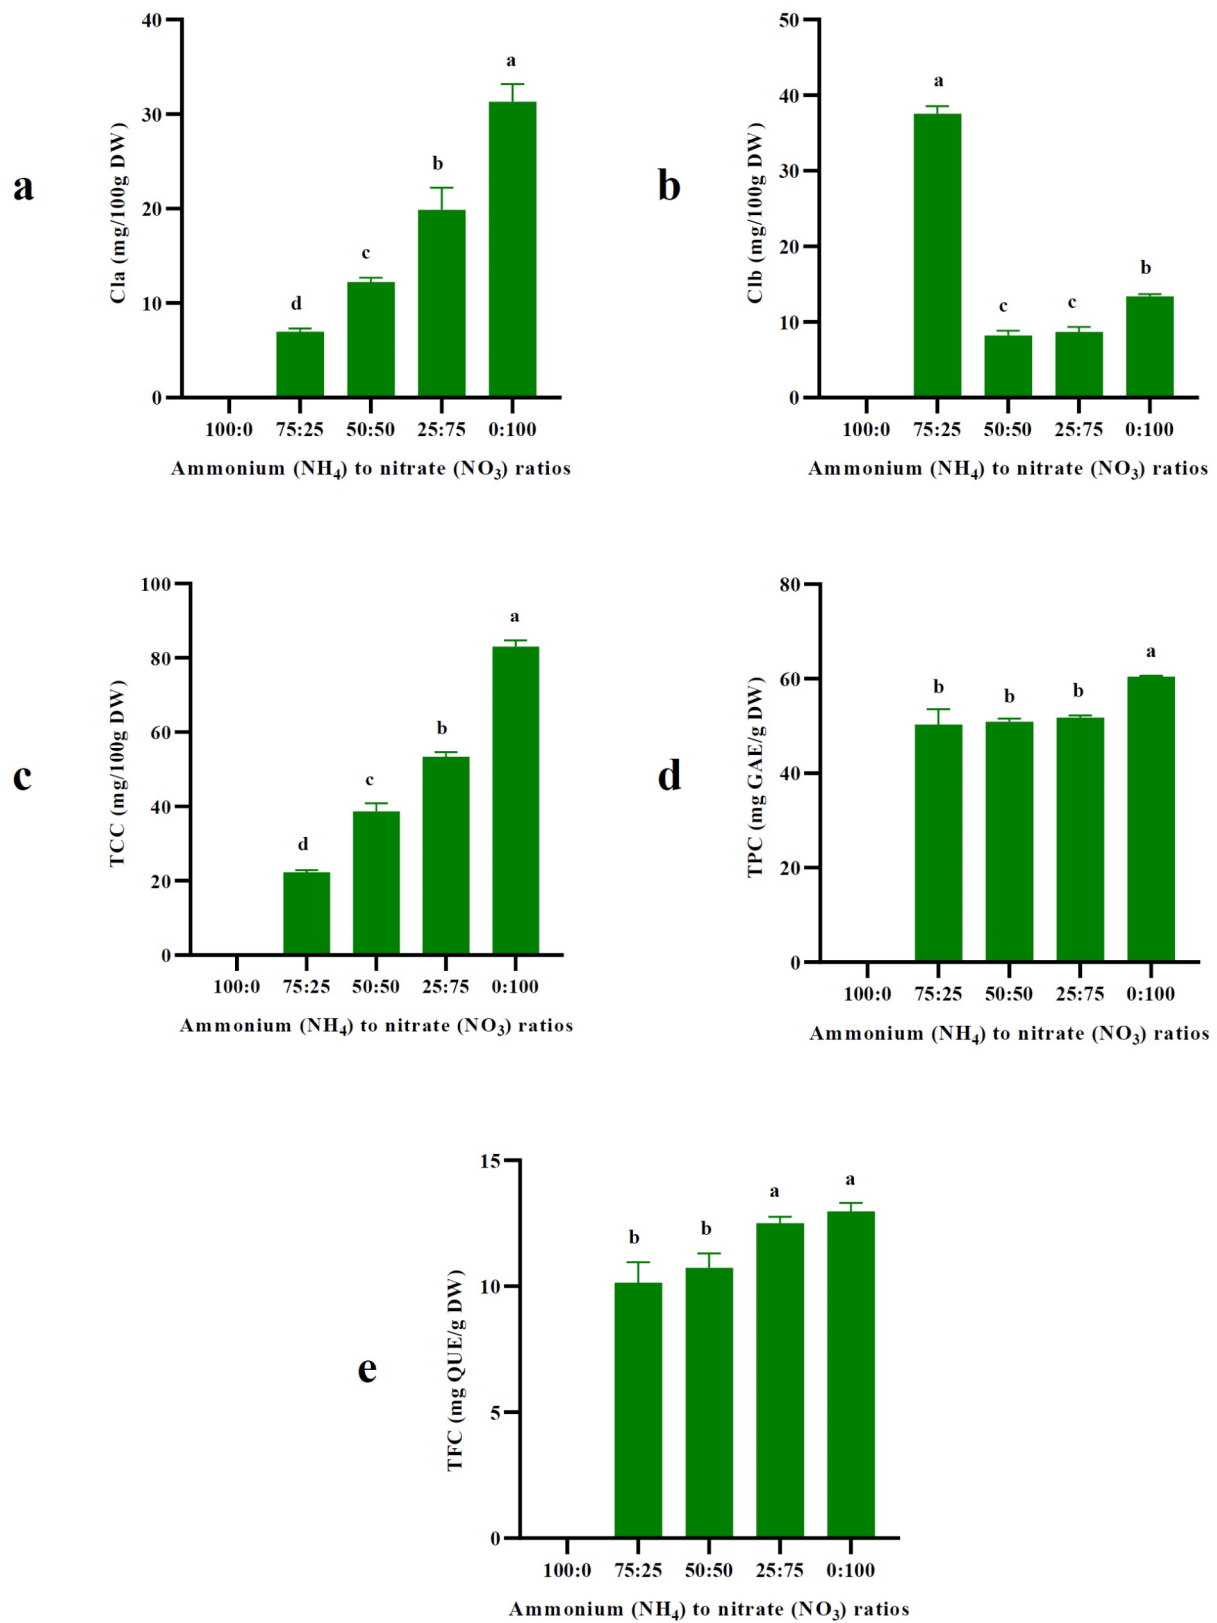 a
Cla (mg/100g DW)
40
30
20
10
0
d
c
b
a
100:0 75:25 50:50 25:75 0:100
Ammonium (NH₄) to nitrate (NO₃) ratios
b
Clb (mg/100g DW)
50
40
30
20
10
0
a
c
c
b
100:0 75:25 50:50 25:75 0:100
Ammonium (NH₄) to nitrate (NO₃) ratios
c
TCC (mg/100g DW)
100
80
60
40
20
0
d
c
b
a
100:0 75:25 50:50 25:75 0:100
Ammonium (NH₄) to nitrate (NO₃) ratios
d
TPC (mg GAE/g DW)
80
60
40
20
0
b
b
b
a
100:0 75:25 50:50 25:75 0:100
Ammonium (NH₄) to nitrate (NO₃) ratios
e
TFC (mg QUE/g DW)
15
10
5
0
b
b
a
a
100:0 75:25 50:50 25:75 0:100
Ammonium (NH₄) to nitrate (NO₃) ratios